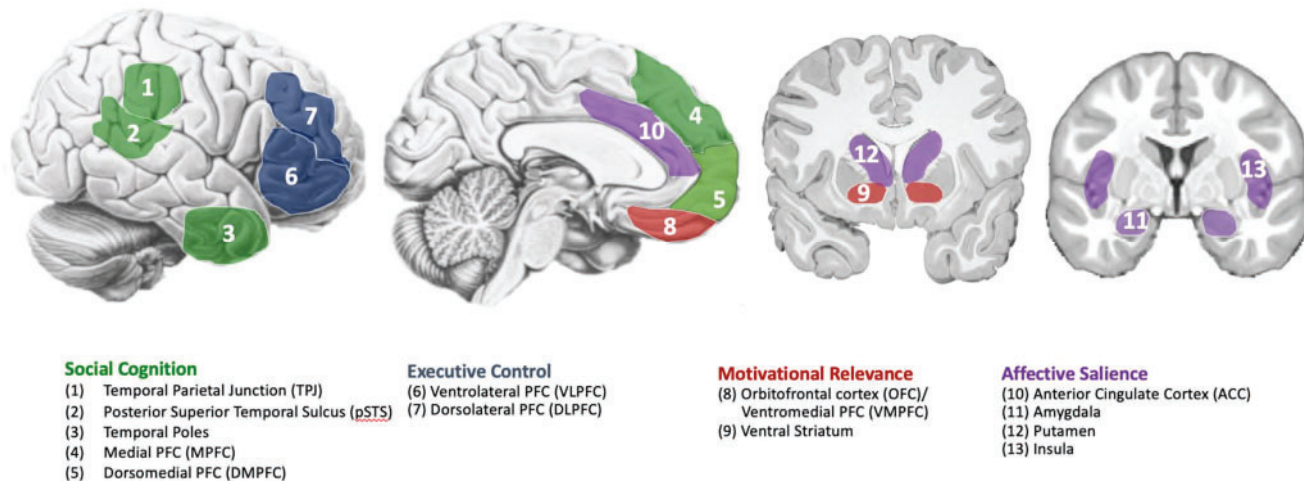 1
2
3
7
6
10
4
5
8
12
9
13
11
Social Cognition
(1) Temporal Parietal Junction (TPJ)
(2) Posterior Superior Temporal Sulcus (pSTS)
(3) Temporal Poles
(4) Medial PFC (MPFC)
(5) Dorsomedial PFC (DMPFC)
Executive Control
(6) Ventrolateral PFC (VLPFC)
(7) Dorsolateral PFC (DLPFC)
Motivational Relevance
(8) Orbitofrontal cortex (OFC)/
Ventromedial PFC (VMPFC)
(9) Ventral Striatum
Affective Salience
(10) Anterior Cingulate Cortex (ACC)
(11) Amygdala
(12) Putamen
(13) Insula